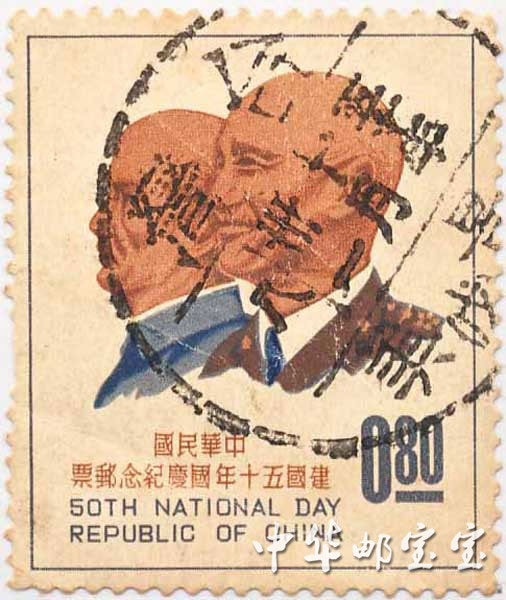 0.80
中華民國
建國五十年國慶紀念郵票
50TH NATIONAL DAY
REPUBLIC OF CHINA
中华邮宝宝